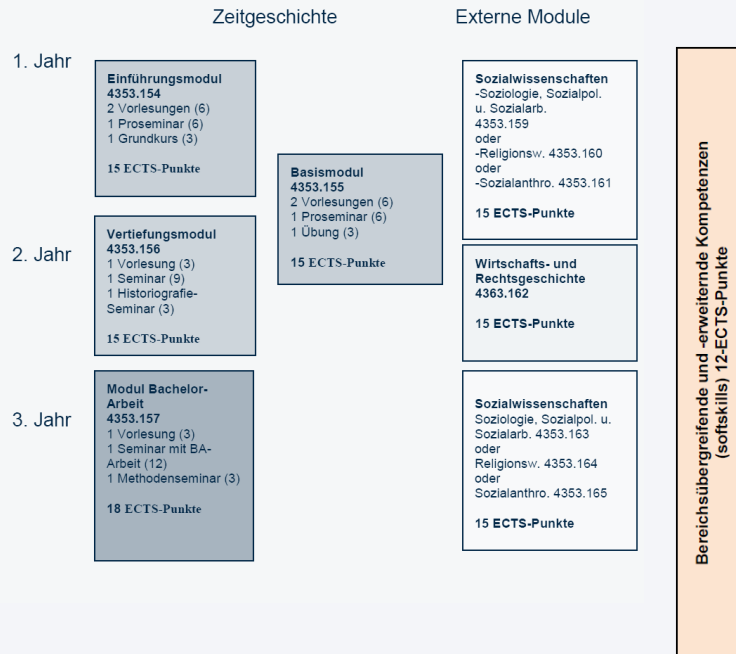 Zeitgeschichte
Externe Module
1. Jahr
Einführungsmodul
4353.154
2 Vorlesungen (6)
1 Proseminar (6)
1 Grundkurs (3)
15 ECTS-Punkte
Basismodul
4353.155
2 Vorlesungen (6)
1 Proseminar (6)
1 Übung (3)
15 ECTS-Punkte
Sozialwissenschaften
-Soziologie, Sozialpol.
u. Sozialarb.
4353.159
oder
-Religionsw. 4353.160
oder
-Sozialanthro. 4353.161
15 ECTS-Punkte
2. Jahr
Vertiefungsmodul
4353.156
1 Vorlesung (3)
1 Seminar (9)
1 Historiografie-
Seminar (3)
15 ECTS-Punkte
Wirtschafts- und
Rechtsgeschichte
4363.162
15 ECTS-Punkte
3. Jahr
Modul Bachelor-
Arbeit
4353.157
1 Vorlesung (3)
1 Seminar mit BA-
Arbeit (12)
1 Methodenseminar (3)
18 ECTS-Punkte
Sozialwissenschaften
Soziologie, Sozialpol. u.
Sozialarb. 4353.163
oder
Religionsw. 4353.164
oder
Sozialanthro. 4353.165
15 ECTS-Punkte
Bereichsübergreifende und -erweiternde Kompetenzen
(softskills) 12-ECTS-Punkte